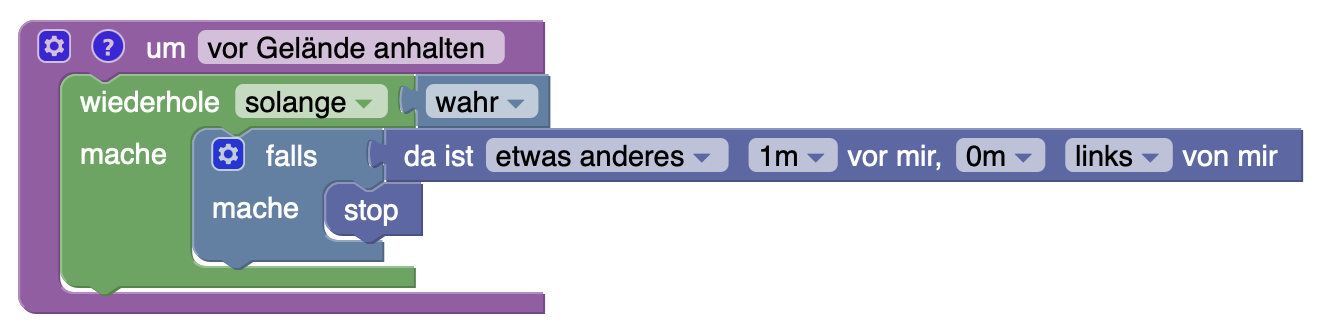 ? um vor Gelände anhalten
wiederhole solange wahr
mache falls da ist etwas anderes 1m vor mir, 0m links von mir
mache stop